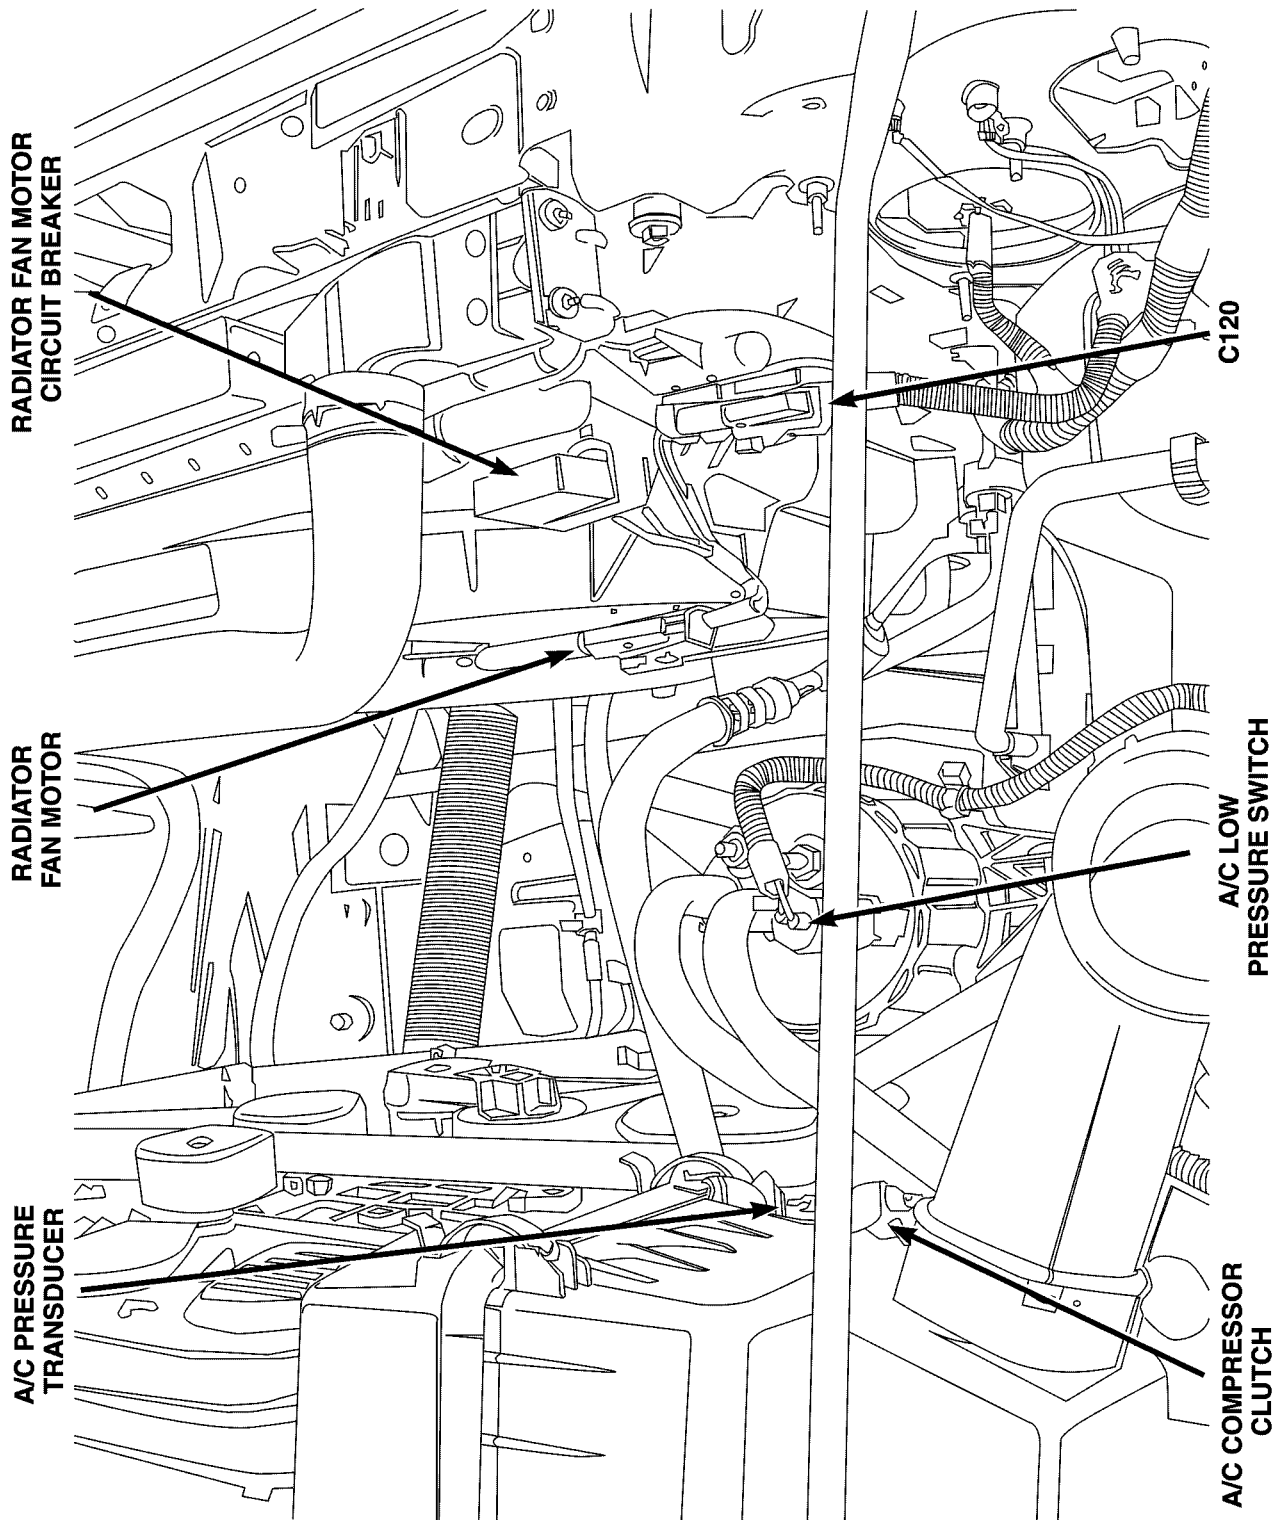 RADIATOR FAN MOTOR
CIRCUIT BREAKER
RADIATOR
FAN MOTOR
A/C PRESSURE
TRANSDUCER
C120
A/C LOW
PRESSURE SWITCH
A/C COMPRESSOR
CLUTCH